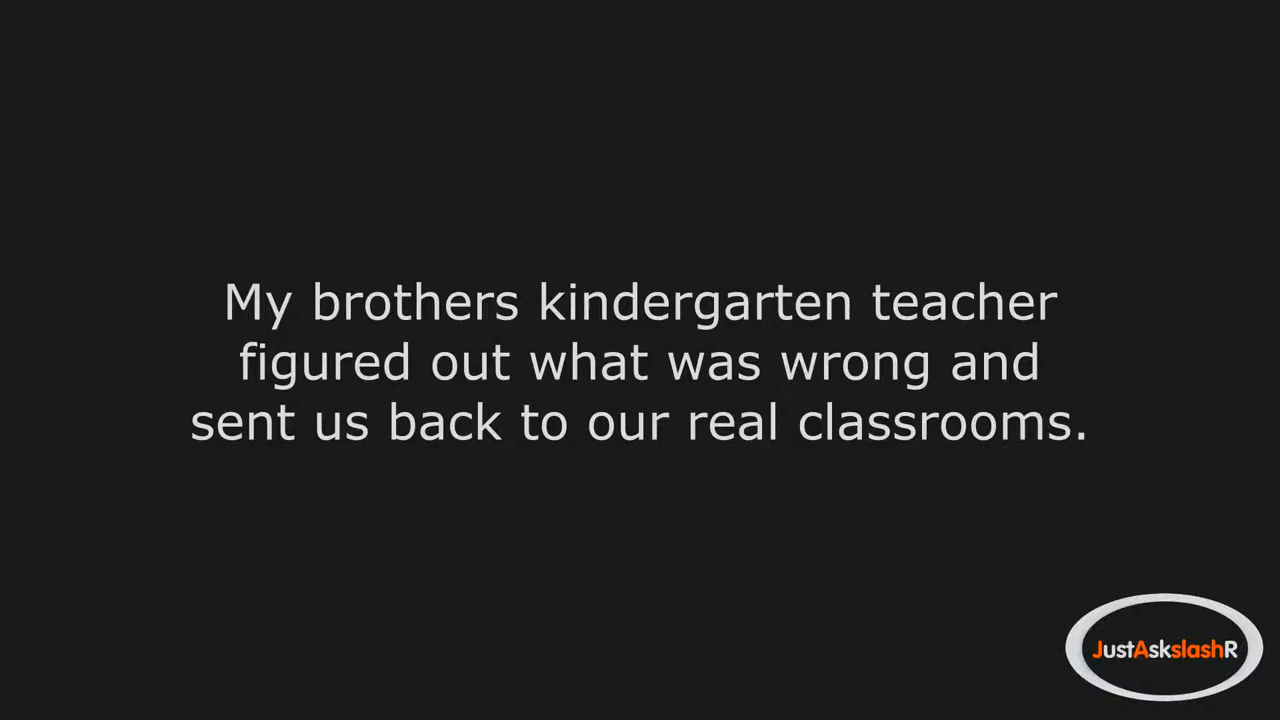 My brothers kindergarten teacher
figured out what was wrong and
sent us back to our real classrooms.
JustAskslashR